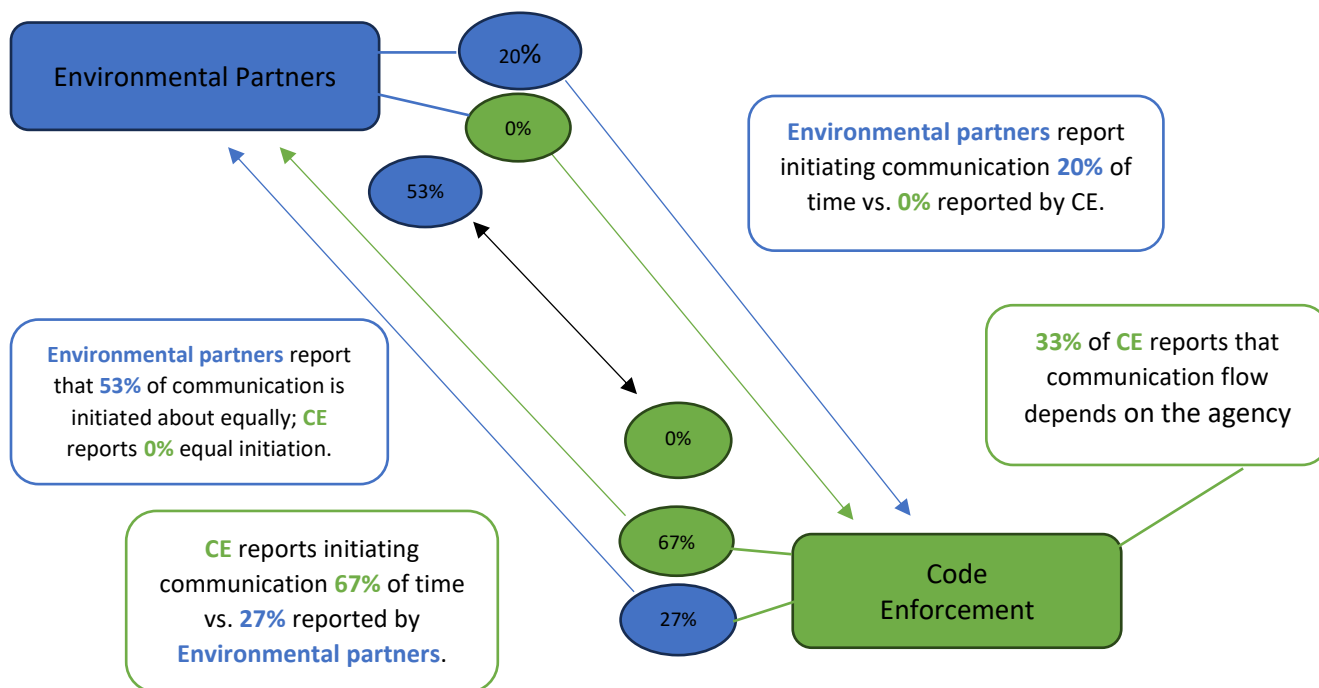 Environmental Partners
20%
0%
53%
Environmental partners report
initiating communication 20% of
time vs. 0% reported by CE.
Environmental partners report
that 53% of communication is
initiated about equally; CE
reports 0% equal initiation.
33% of CE reports that
communication flow
depends on the agency
0%
67%
27%
CE reports initiating
communication 67% of time
vs. 27% reported by
Environmental partners.
Code
Enforcement